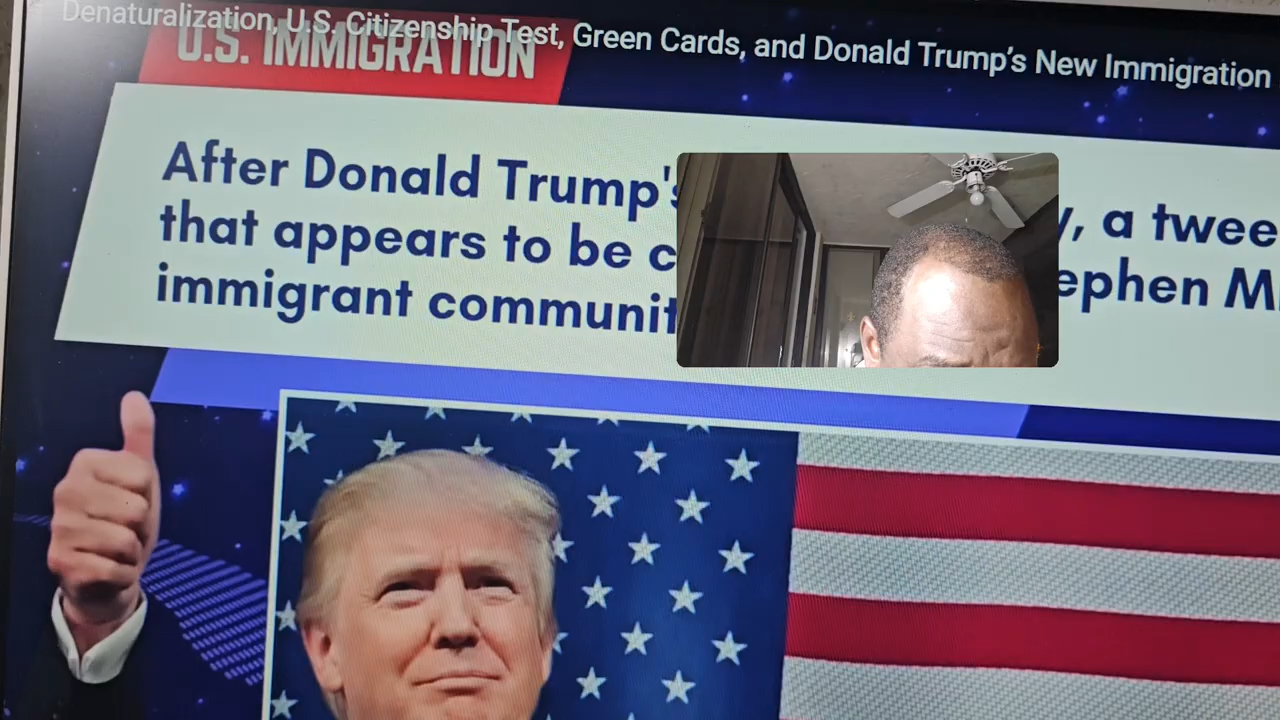 Denaturalization, U.S. Citizenship Test, Green Cards, and Donald Trump's New Immigration
U.S. IMMIGRATION
After Donald Trump's y, a twee
that appears to be c ephen M
immigrant communit